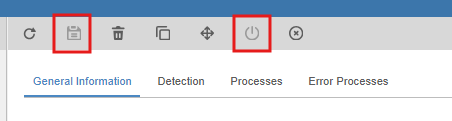 General Information Detection Processes Error Processes